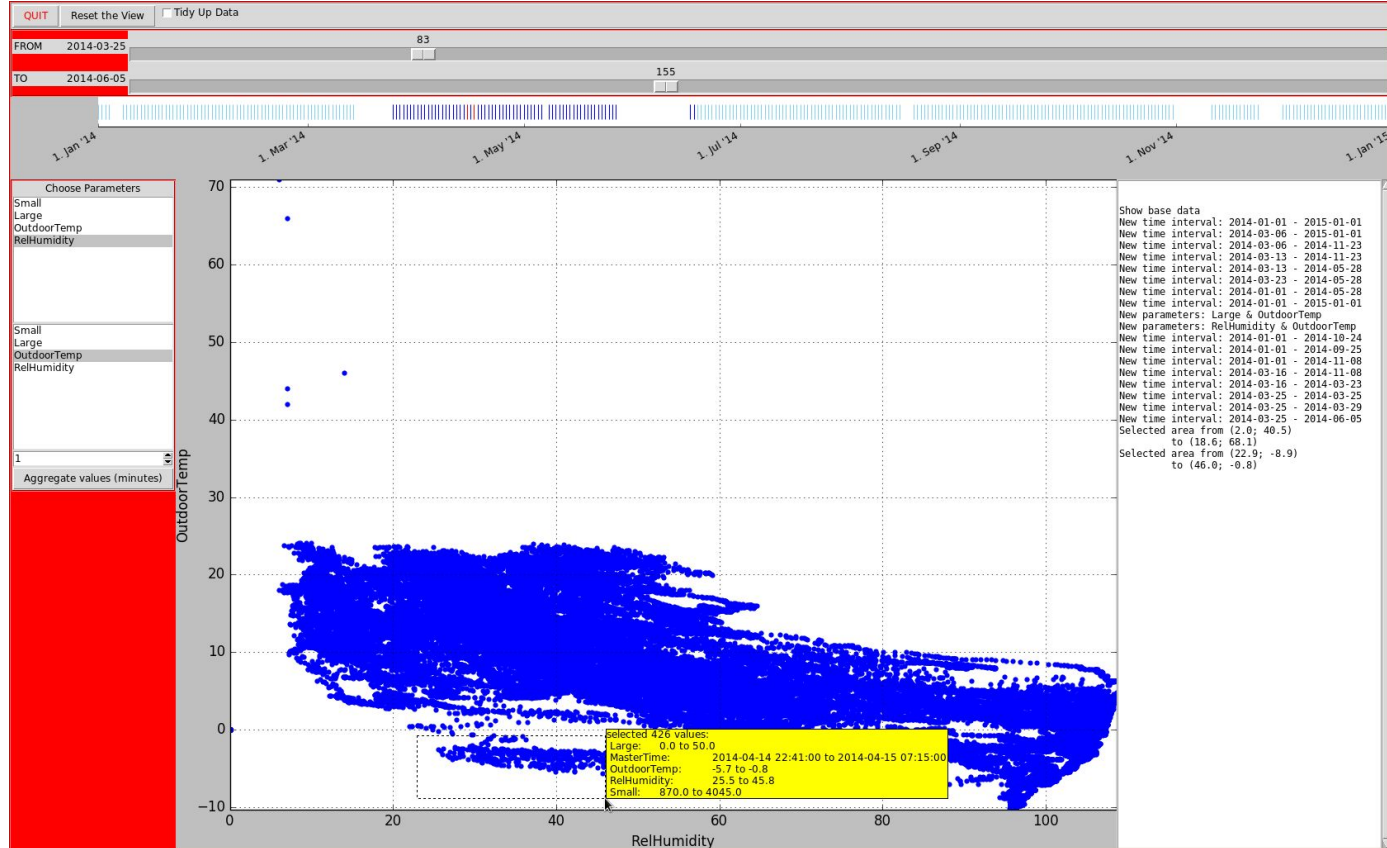 QUIT Reset the View Tidy Up Data
83
FROM 2014-03-25
155
TO 2014-06-05
1. Jan '14 1. Mar '14 1. May '14 1. Jul '14 1. Sep '14 1. Nov '14 1. Jan '15
Choose Parameters
Small
Large
OutdoorTemp
RelHumidity
Small
Large
OutdoorTemp
RelHumidity
1
Aggregate values (minutes)
OutdoorTemp
70
60
50
40
30
20
10
0
−10
0 20 40 60 80 100
RelHumidity
selected 426 values:
Large: 0.0 to 50.0
MasterTime: 2014-04-14 22:41:00 to 2014-04-15 07:15:00
OutdoorTemp: -5.7 to -0.8
RelHumidity: 25.5 to 45.8
Small: 870.0 to 4045.0
Show base data
New time interval: 2014-01-01 - 2015-01-01
New time interval: 2014-03-06 - 2015-01-01
New time interval: 2014-03-06 - 2014-11-23
New time interval: 2014-03-13 - 2014-11-23
New time interval: 2014-03-13 - 2014-05-28
New time interval: 2014-03-23 - 2014-05-28
New time interval: 2014-01-01 - 2014-05-28
New time interval: 2014-01-01 - 2015-01-01
New parameters: Large & OutdoorTemp
New parameters: RelHumidity & OutdoorTemp
New time interval: 2014-01-01 - 2014-10-24
New time interval: 2014-01-01 - 2014-09-25
New time interval: 2014-01-01 - 2014-11-08
New time interval: 2014-03-16 - 2014-11-08
New time interval: 2014-03-16 - 2014-03-23
New time interval: 2014-03-25 - 2014-03-25
New time interval: 2014-03-25 - 2014-03-29
New time interval: 2014-03-25 - 2014-06-05
Selected area from (2.0; 40.5)
to (18.6; 68.1)
Selected area from (22.9; -8.9)
to (46.0; -0.8)